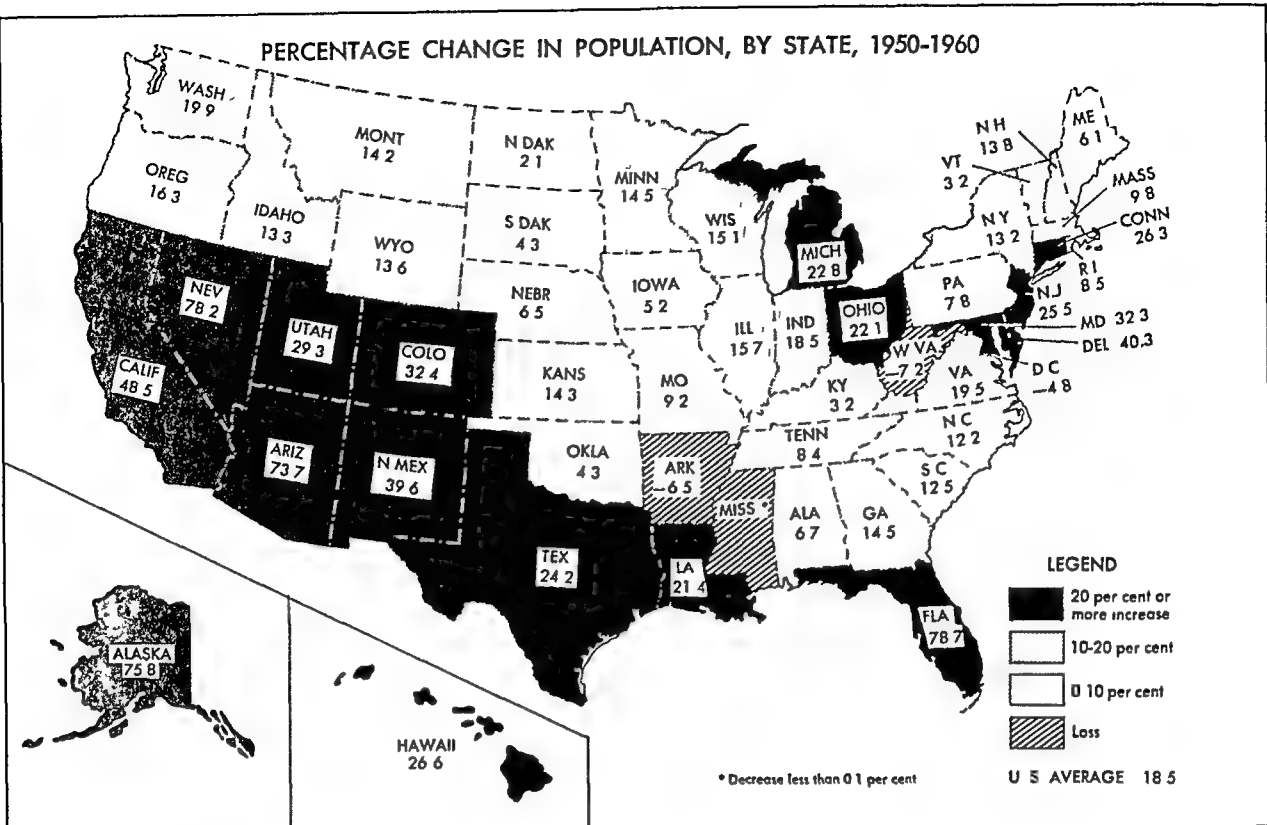 PERCENTAGE CHANGE IN POPULATION, BY STATE, 1950-1960
WASH
19 9
OREG
16 3
IDAHO
13 3
MONT
14 2
WYO
13 6
N DAK
2 1
S DAK
4 3
NEBR
6 5
KANS
14 3
OKLA
4 3
MINN
14 5
IOWA
5 2
MO
9 2
ARK
—6 5
WIS
15 1
ILL
15 7
IND
18 5
MICH
22 8
OHIO
22 1
KY
3 2
TENN
8 4
MISS *
ALA
6 7
GA
14 5
FLA
78 7
S C
12 5
N C
12 2
VA
19 5
W VA
—7 2
PA
7 8
NY
13 2
VT
3 2
N H
13 8
ME
6 1
MASS
9 8
CONN
26 3
R I
8 5
NJ
25 5
MD 32 3
DEL 40.3
D C
—4 8
NEV
78 2
CALIF
48 5
UTAH
29 3
COLO
32 4
ARIZ
73 7
N MEX
39 6
TEX
24 2
LA
21 4
ALASKA
75 8
HAWAII
26 6
LEGEND
20 per cent or
more increase
10-20 per cent
0 10 per cent
Loss
* Decrease less than 0 1 per cent
U S AVERAGE 18 5